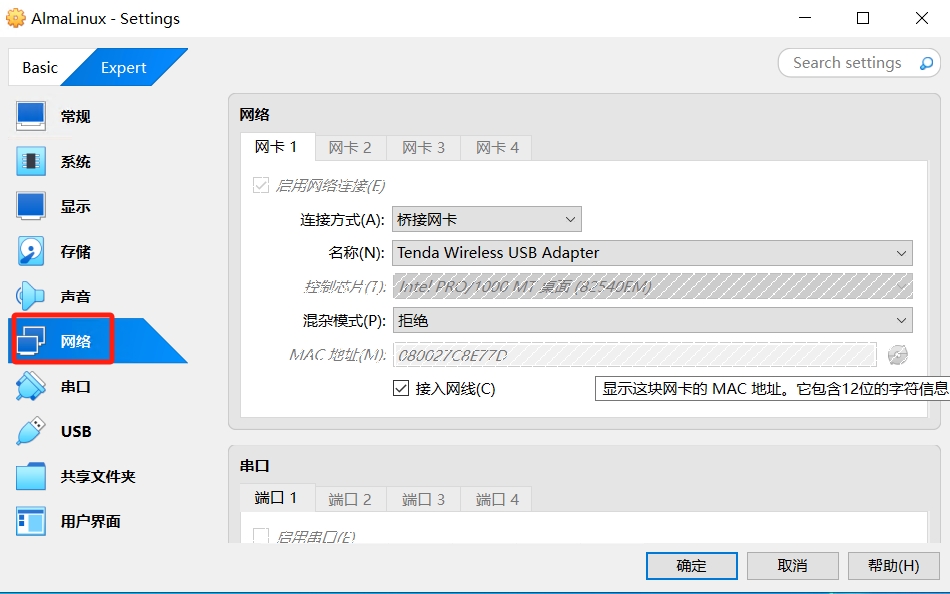 AlmaLinux - Settings
Basic
Expert
Search settings
常规
系统
显示
存储
声音
网络
串口
USB
共享文件夹
用户界面
网络
网卡 1
网卡 2
网卡 3
网卡 4
启用网络连接(E)
连接方式(A): 桥接网卡
名称(N): Tenda Wireless USB Adapter
控制芯片(T): Intel PRO/1000 MT 桌面 (82540EM)
混杂模式(P): 拒绝
MAC 地址(M): 080027C8E77D
接入网线(C)
显示这块网卡的 MAC 地址。它包含12位的字符信息
串口
端口 1
端口 2
端口 3
端口 4
启用串口(E)
确定
取消
帮助(H)